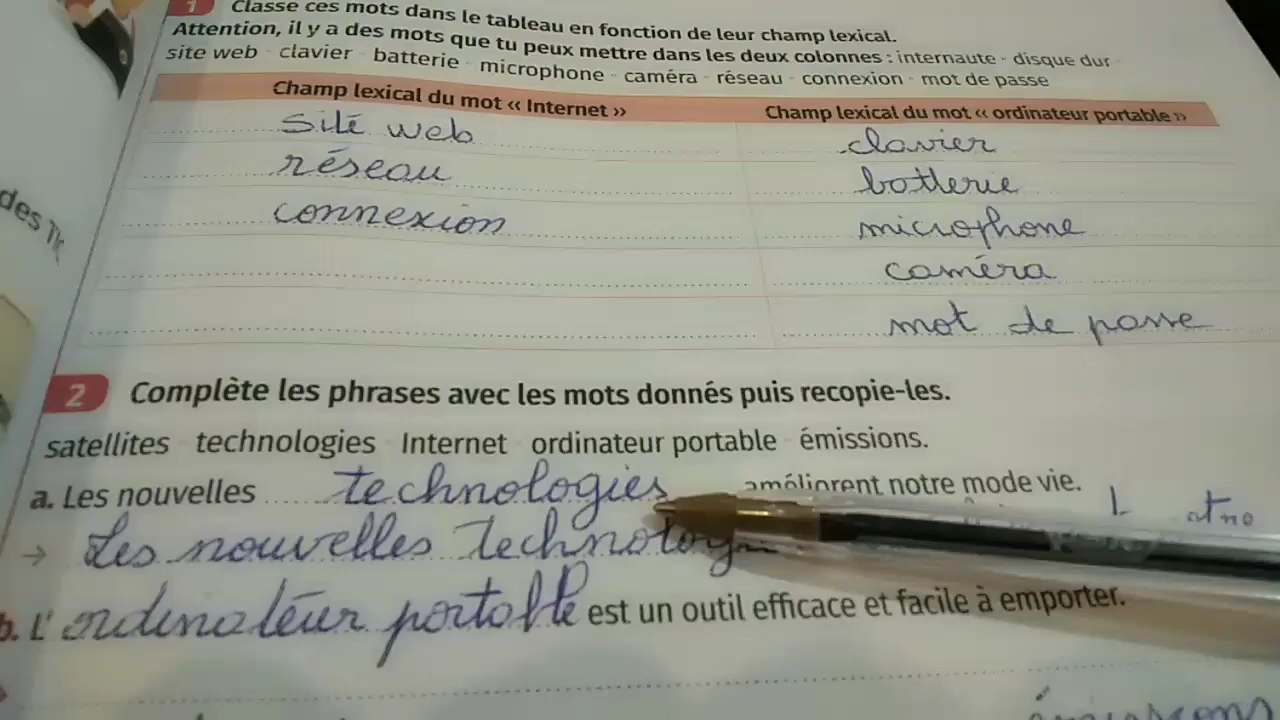 1 Classe ces mots dans le tableau en fonction de leur champ lexical.
Attention, il y a des mots que tu peux mettre dans les deux colonnes : internaute - disque dur -
site web - clavier - batterie - microphone - caméra - réseau - connexion - mot de passe
Champ lexical du mot « Internet » Champ lexical du mot « ordinateur portable »
Site web clavier
réseau batterie
connexion microphone
caméra
mot de passe
des
2 Complète les phrases avec les mots donnés puis recopie-les.
satellites technologies Internet ordinateur portable émissions.
a. Les nouvelles technologies améliorent notre mode vie.
→ Les nouvelles technolog
b. L' ordinateur portable est un outil efficace et facile à emporter.
émissions